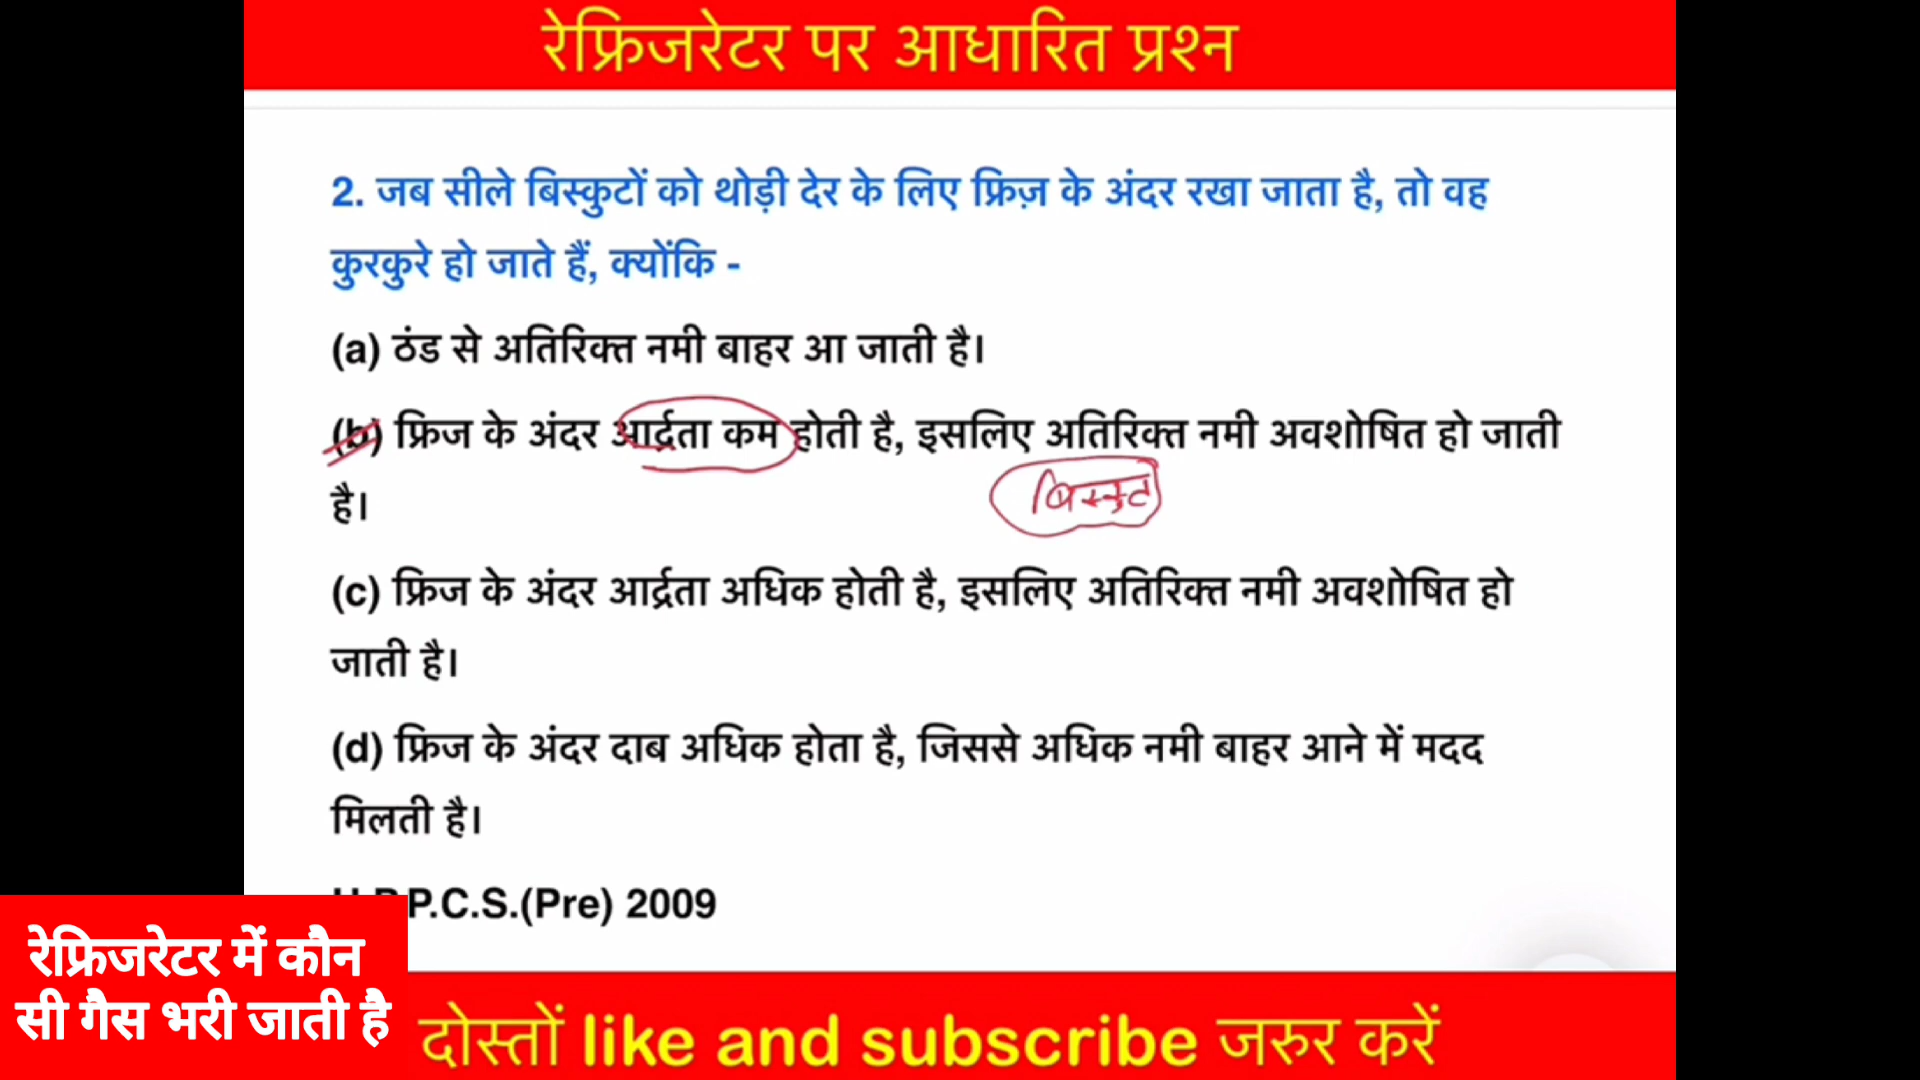 रेफ्रिजरेटर पर आधारित प्रश्न
2. जब सीले बिस्कुटों को थोड़ी देर के लिए फ्रिज़ के अंदर रखा जाता है, तो वह
कुरकुरे हो जाते हैं, क्योंकि -
(a) ठंड से अतिरिक्त नमी बाहर आ जाती है।
(b) फ्रिज के अंदर आर्द्रता कम होती है, इसलिए अतिरिक्त नमी अवशोषित हो जाती
है।
बिस्कुट
(c) फ्रिज के अंदर आर्द्रता अधिक होती है, इसलिए अतिरिक्त नमी अवशोषित हो
जाती है।
(d) फ्रिज के अंदर दाब अधिक होता है, जिससे अधिक नमी बाहर आने में मदद
मिलती है।
P.C.S.(Pre) 2009
रेफ्रिजरेटर में कौन
सी गैस भरी जाती है
दोस्तों like and subscribe जरुर करें